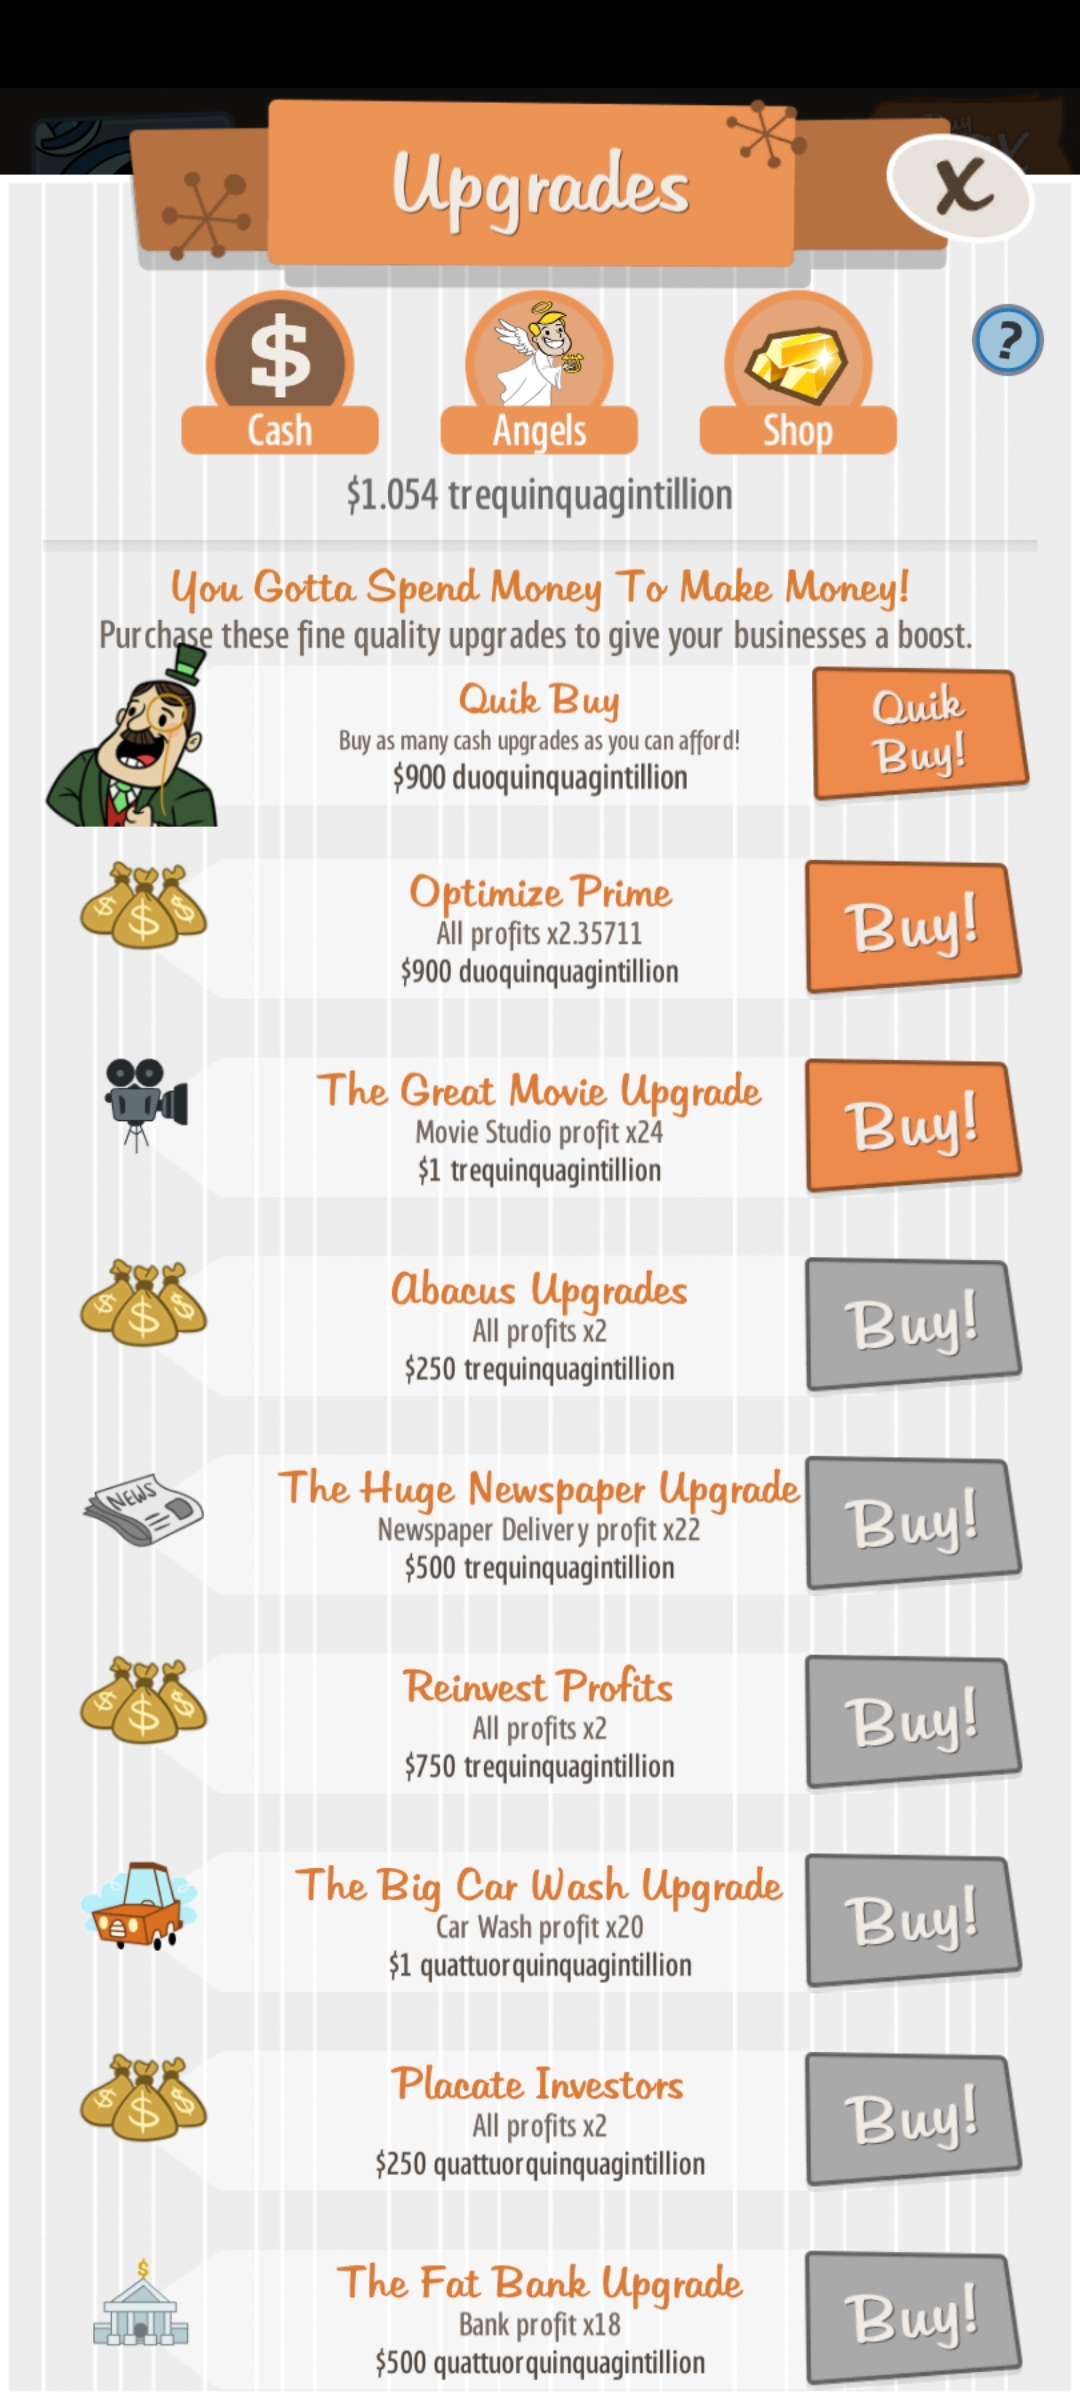 Upgrades
X
$
Cash
Angels
Shop
?
$1.054 trequinquagintillion
You Gotta Spend Money To Make Money!
Purchase these fine quality upgrades to give your businesses a boost.
Quik Buy
Buy as many cash upgrades as you can afford!
$900 duoquinquagintillion
Quik
Buy!
Optimize Prime
All profits x2.35711
$900 duoquinquagintillion
Buy!
The Great Movie Upgrade
Movie Studio profit x24
$1 trequinquagintillion
Buy!
Abacus Upgrades
All profits x2
$250 trequinquagintillion
Buy!
NEWS
The Huge Newspaper Upgrade
Newspaper Delivery profit x22
$500 trequinquagintillion
Buy!
Reinvest Profits
All profits x2
$750 trequinquagintillion
Buy!
The Big Car Wash Upgrade
Car Wash profit x20
$1 quattuorquinquagintillion
Buy!
Placate Investors
All profits x2
$250 quattuorquinquagintillion
Buy!
The Fat Bank Upgrade
Bank profit x18
$500 quattuorquinquagintillion
Buy!